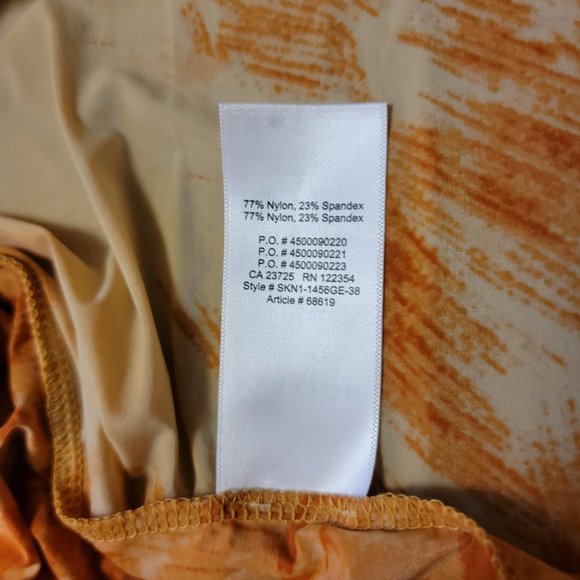 77% Nylon, 23% Spandex
77% Nylon, 23% Spandex
P.O. # 4500090220
P.O. # 4500090221
P.O. # 4500090223
CA 23725 RN 122354
Style # SKN1-1456GE-38
Article # 68619